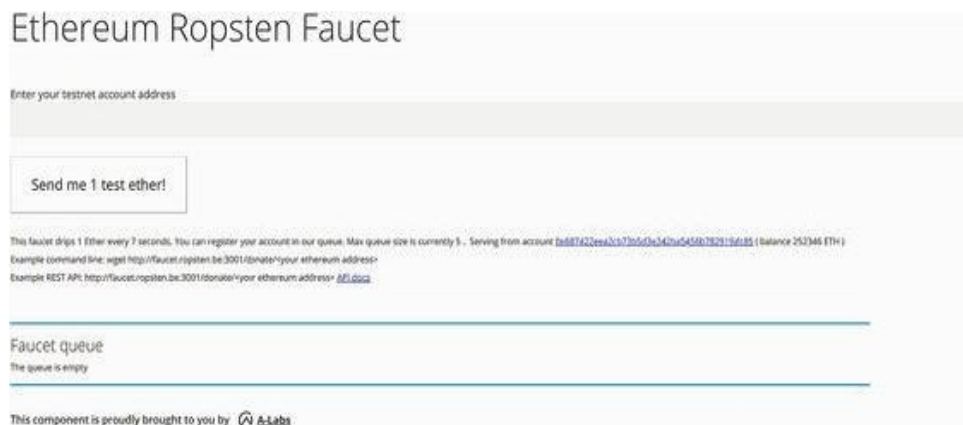 Ethereum Ropsten Faucet
Enter your testnet account address
Send me 1 test ether!
This faucet drips 1 Ether every 7 seconds. You can register your account in our queue. Max queue size is currently 5 .. Serving from account ( balance 252346 ETH )
Example command line: wget http://faucet.ropsten.be:3001/donate/<your ethereum address>
Example REST API: http://faucet.ropsten.be:3001/donate/<your ethereum address> API docs
Faucet queue
The queue is empty
This component is proudly brought to you by A-Labs